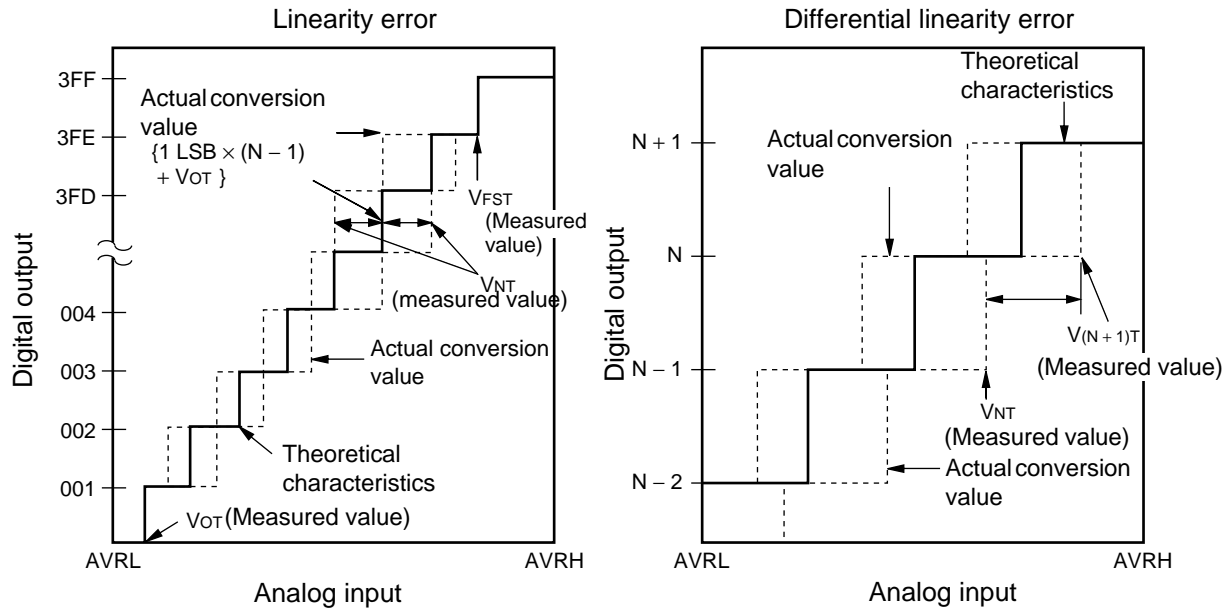 Linearity error
3FF
3FE
3FD
004
003
002
001
Digital output
Actual conversion
value
{1 LSB × (N − 1)
+ VOT }
VFST
(Measured
value)
VNT
(measured value)
Actual conversion
value
Theoretical
characteristics
VOT (Measured value)
AVRL
AVRH
Analog input
Differential linearity error
Theoretical
characteristics
Actual conversion
value
N + 1
N
N − 1
N − 2
Digital output
V(N + 1)T
(Measured value)
VNT
(Measured value)
Actual conversion
value
AVRL
AVRH
Analog input